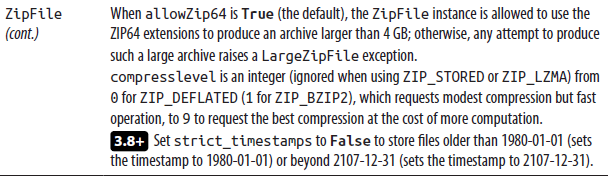 ZipFile
(cont.)
When allowZip64 is True (the default), the ZipFile instance is allowed to use the
ZIP64 extensions to produce an archive larger than 4 GB; otherwise, any attempt to produce
such a large archive raises a LargeZipFile exception.
compresslevel is an integer (ignored when using ZIP_STORED or ZIP_LZMA) from
0 for ZIP_DEFLATED (1 for ZIP_BZIP2), which requests modest compression but fast
operation, to 9 to request the best compression at the cost of more computation.
3.8+ Set strict_timestamps to False to store files older than 1980-01-01 (sets
the timestamp to 1980-01-01) or beyond 2107-12-31 (sets the timestamp to 2107-12-31).